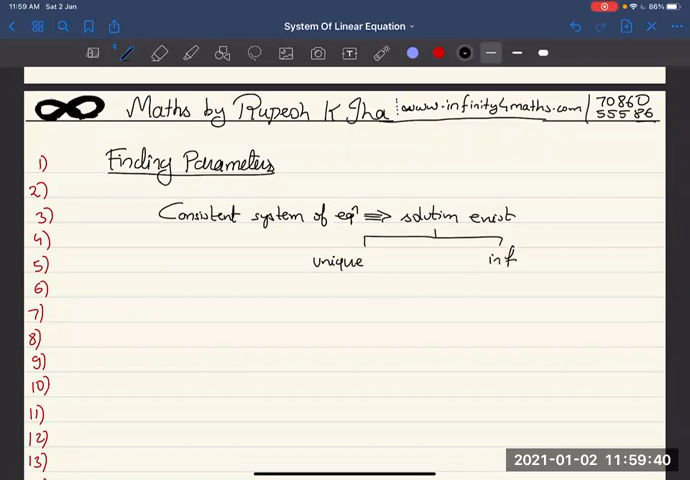 11:59 AM Sat 2 Jan
86%
System Of Linear Equation
∞ Maths by Rupesh K Jha | www.infinity4maths.com / 70860 55586
1) Finding Parameters
2)
3) Consistent system of eqⁿ ⇒ solution exist
4)
5) unique inf
6)
7)
8)
9)
10)
11)
12)
13)
2021-01-02 11:59:40